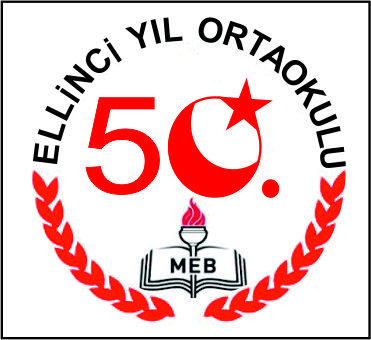 ELLİNCİ YIL ORTAOKULU
50.
MEB